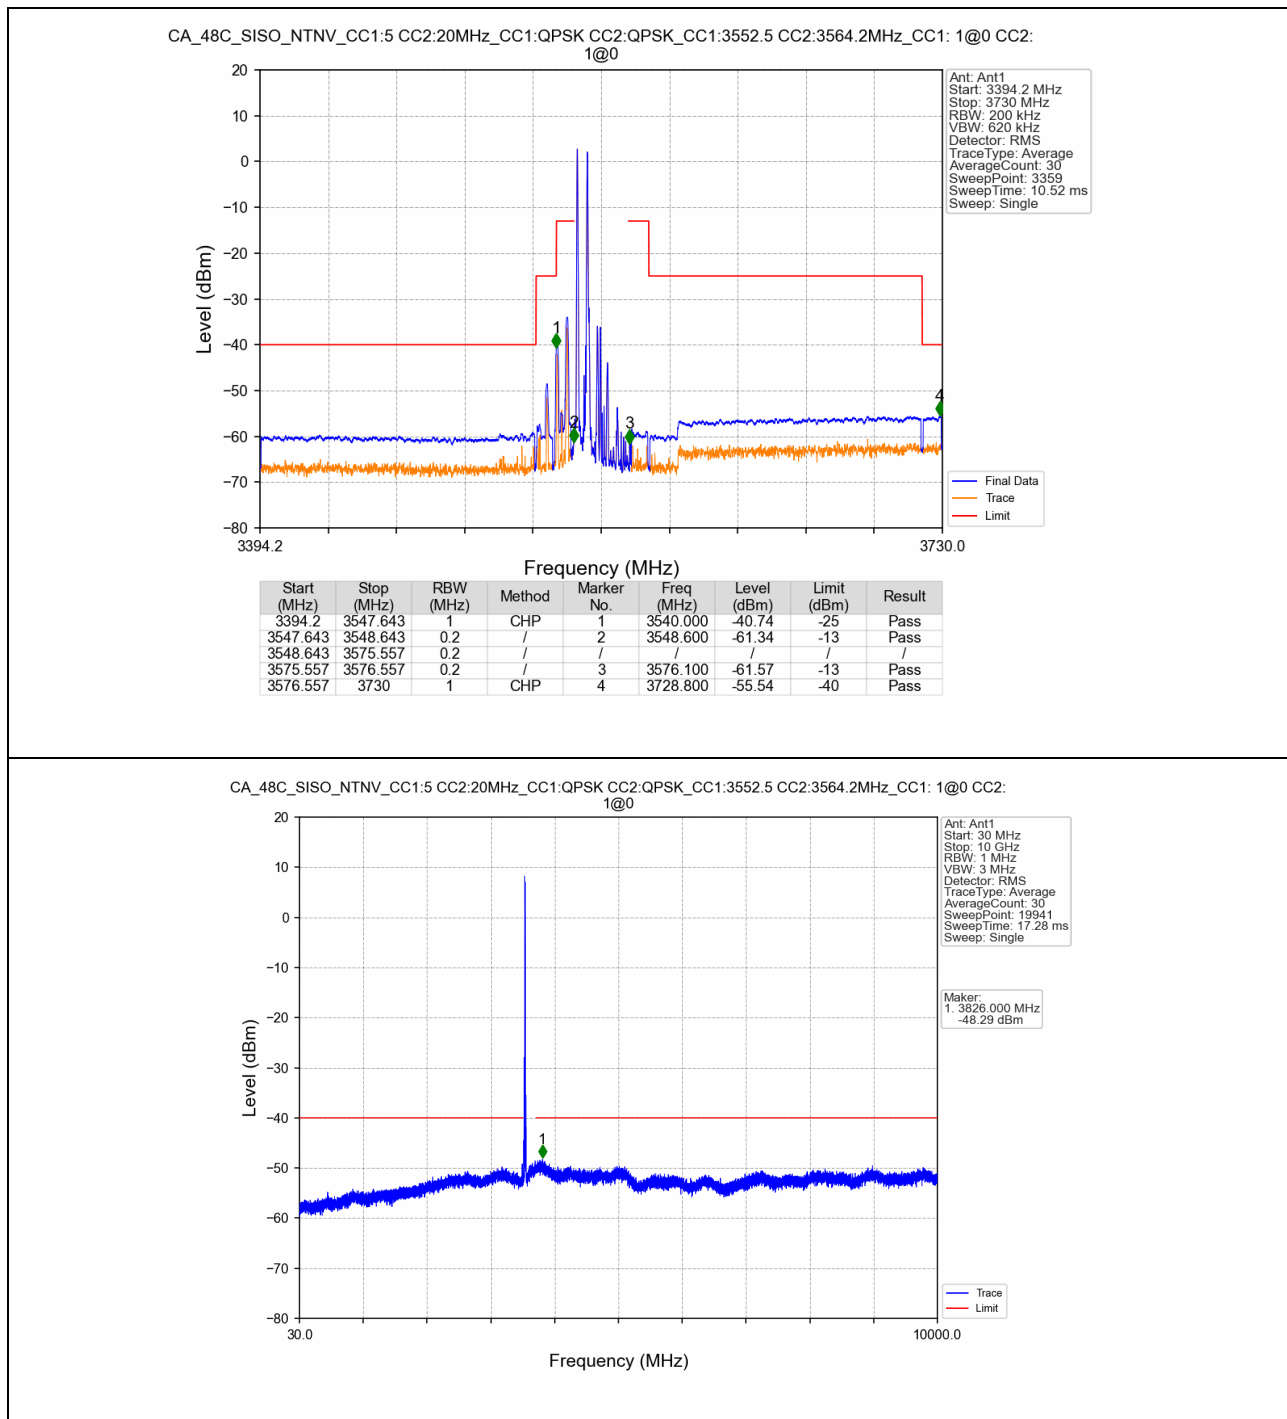 CA_48C_SISO_NTNV_CC1:5 CC2:20MHz_CC1:QPSK CC2:QPSK_CC1:3552.5 CC2:3564.2MHz_CC1: 1@0 CC2:
1@0
Ant: Ant1
Start: 3394.2 MHz
Stop: 3730 MHz
RBW: 200 kHz
VBW: 620 kHz
Detector: RMS
TraceType: Average
AverageCount: 30
SweepPoint: 3359
SweepTime: 10.52 ms
Sweep: Single
20
10
0
−10
−20
−30
−40
−50
−60
−70
−80
Level (dBm)
1
2
3
4
Final Data
Trace
Limit
3394.2 3730.0
Frequency (MHz)
Start (MHz) Stop (MHz) RBW (MHz) Method Marker No. Freq (MHz) Level (dBm) Limit (dBm) Result
3394.2 3547.643 1 CHP 1 3540.000 -40.74 -25 Pass
3547.643 3548.643 0.2 / 2 3548.600 -61.34 -13 Pass
3548.643 3575.557 0.2 / / / / / /
3575.557 3576.557 0.2 / 3 3576.100 -61.57 -13 Pass
3576.557 3730 1 CHP 4 3728.800 -55.54 -40 Pass
CA_48C_SISO_NTNV_CC1:5 CC2:20MHz_CC1:QPSK CC2:QPSK_CC1:3552.5 CC2:3564.2MHz_CC1: 1@0 CC2:
1@0
Ant: Ant1
Start: 30 MHz
Stop: 10 GHz
RBW: 1 MHz
VBW: 3 MHz
Detector: RMS
TraceType: Average
AverageCount: 30
SweepPoint: 19941
SweepTime: 17.28 ms
Sweep: Single
Maker:
1. 3826.000 MHz
-48.29 dBm
20
10
0
−10
−20
−30
−40
−50
−60
−70
−80
Level (dBm)
1
Trace
Limit
30.0 10000.0
Frequency (MHz)